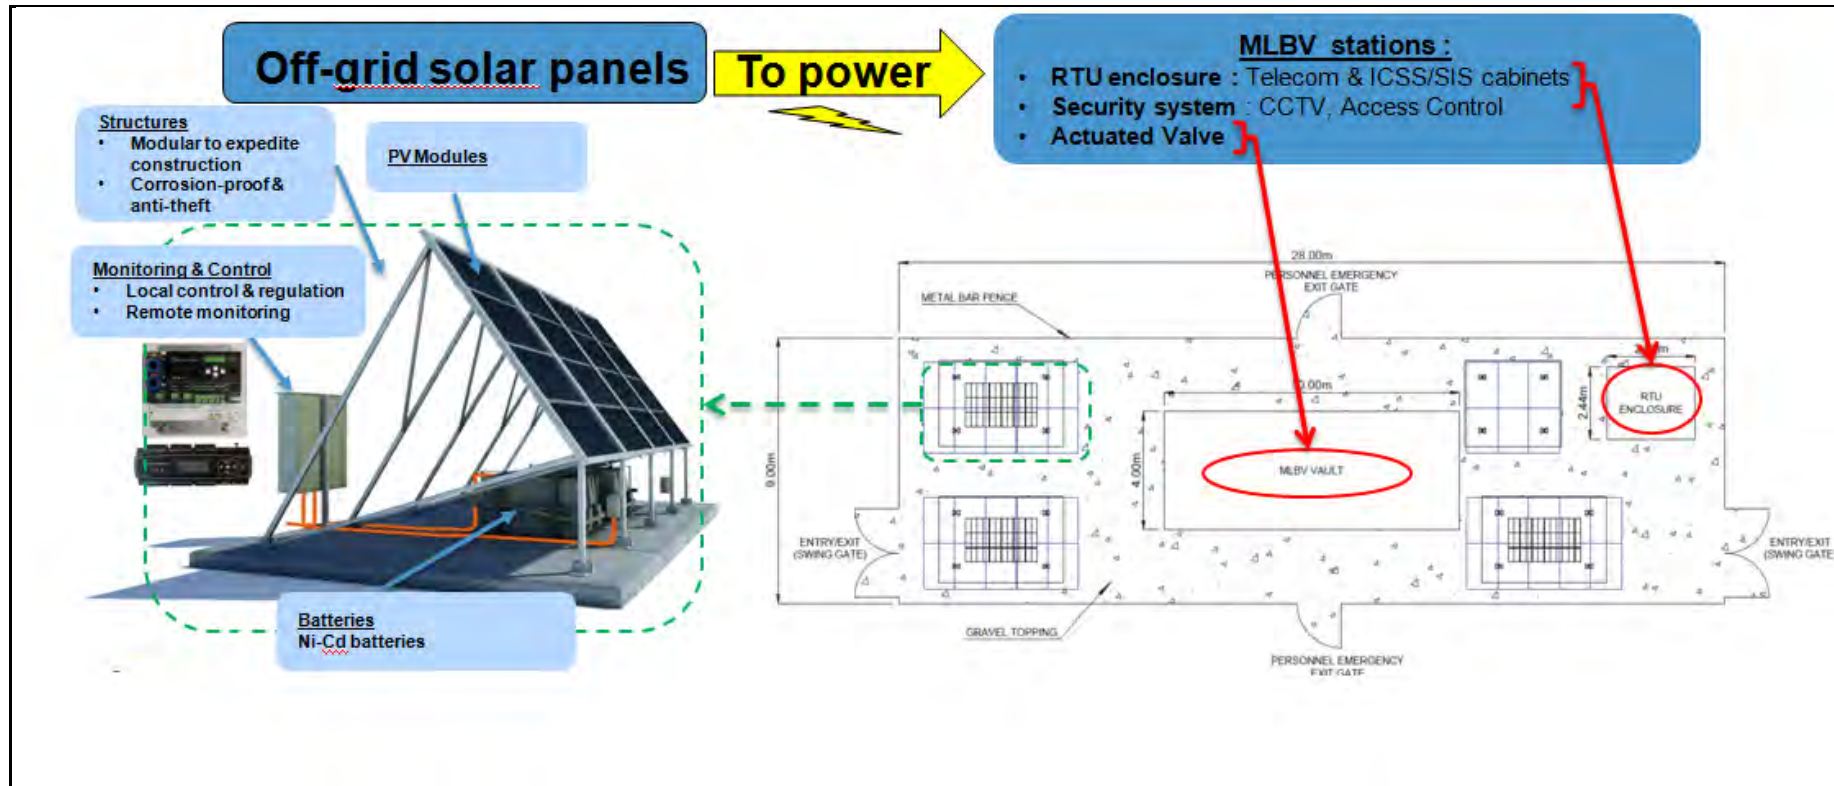 Off-grid solar panels
To power
MLBV stations :
• RTU enclosure : Telecom & ICSS/SIS cabinets
• Security system : CCTV, Access Control
• Actuated Valve
Structures
• Modular to expedite
construction
• Corrosion-proof &
anti-theft
PV Modules
Monitoring & Control
• Local control & regulation
• Remote monitoring
Batteries
Ni-Cd batteries
28.00m
PERSONNEL EMERGENCY
EXIT GATE
METAL BAR FENCE
4.00m
MLBV VAULT
2.44m
RTU
ENCLOSURE
ENTRY/EXIT
(SWING GATE)
ENTRY/EXIT
(SWING GATE
GRAVEL TOPPING
PERSONNEL EMERGENCY
EXIT GATE